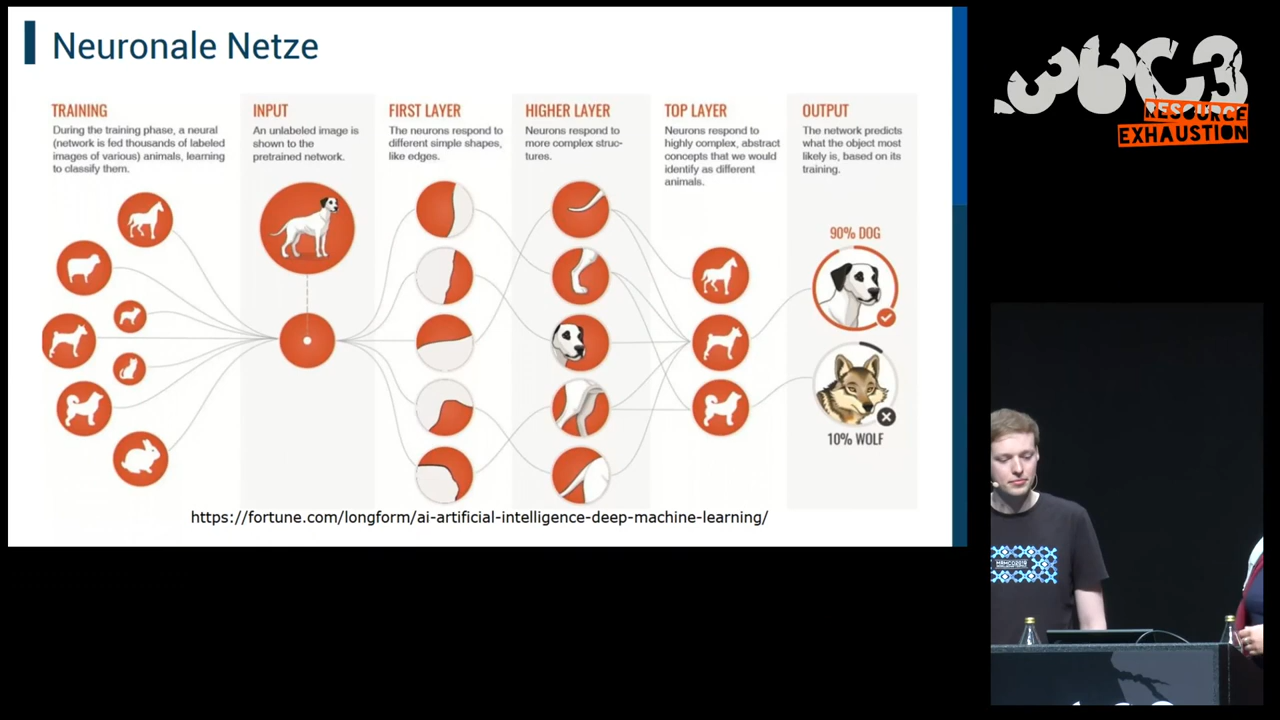 Neuronale Netze
TRAINING
During the training phase, a neural
(network is fed thousands of labeled
images of various) animals, learning
to classify them.
INPUT
An unlabeled image is
shown to the
pretrained network.
FIRST LAYER
The neurons respond to
different simple shapes,
like edges.
HIGHER LAYER
Neurons respond to
more complex struc-
tures.
TOP LAYER
Neurons respond to
highly complex, abstract
concepts that we would
identify as different
animals.
OUTPUT
The network predicts
what the object most
likely is, based on its
training.
90% DOG
10% WOLF
https://fortune.com/longform/ai-artificial-intelligence-deep-machine-learning/
36C3
RESOURCE
EXHAUSTION
MRMCD2019